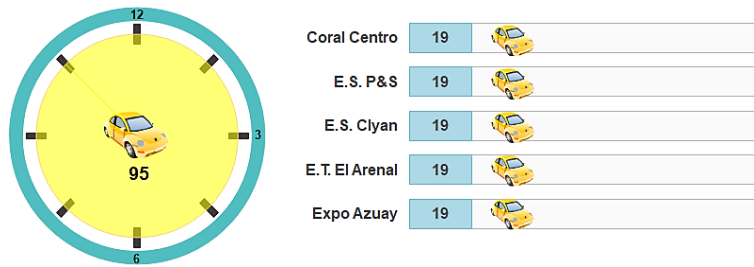 12
3
6
95
Coral Centro 19
E.S. P&S 19
E.S. Clyan 19
E.T. El Arenal 19
Expo Azuay 19